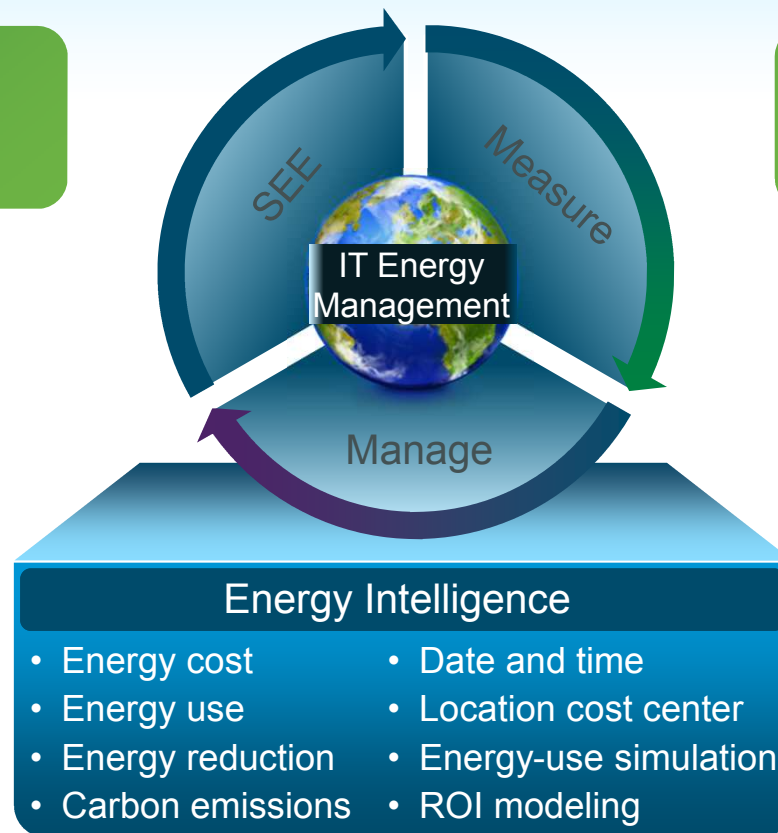 SEE
Measure
IT Energy
Management
Manage
Energy Intelligence
• Energy cost
• Energy use
• Energy reduction
• Carbon emissions
• Date and time
• Location cost center
• Energy-use simulation
• ROI modeling